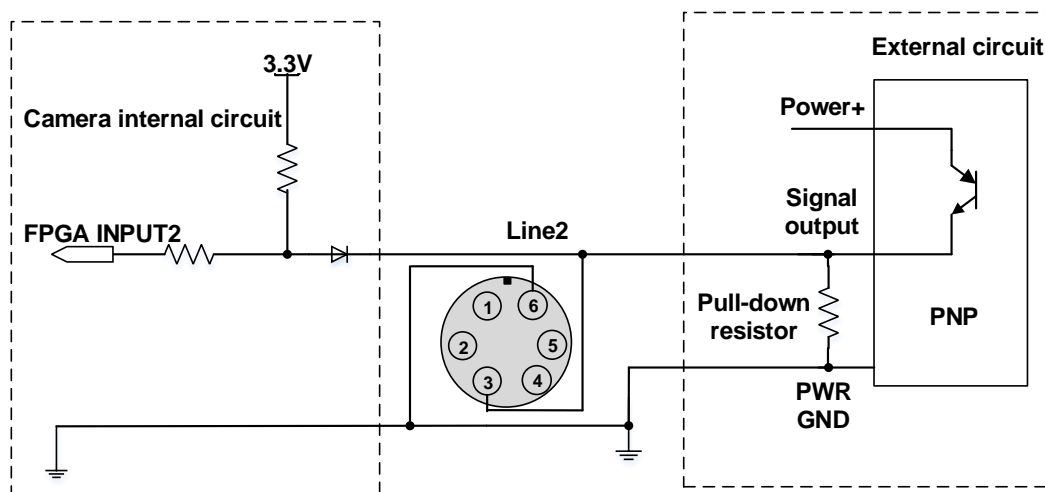 External circuit
3.3V
Power+
Camera internal circuit
Signal
output
FPGA INPUT2
Line2
1
6
Pull-down
resistor
PNP
2
5
3
4
PWR
GND